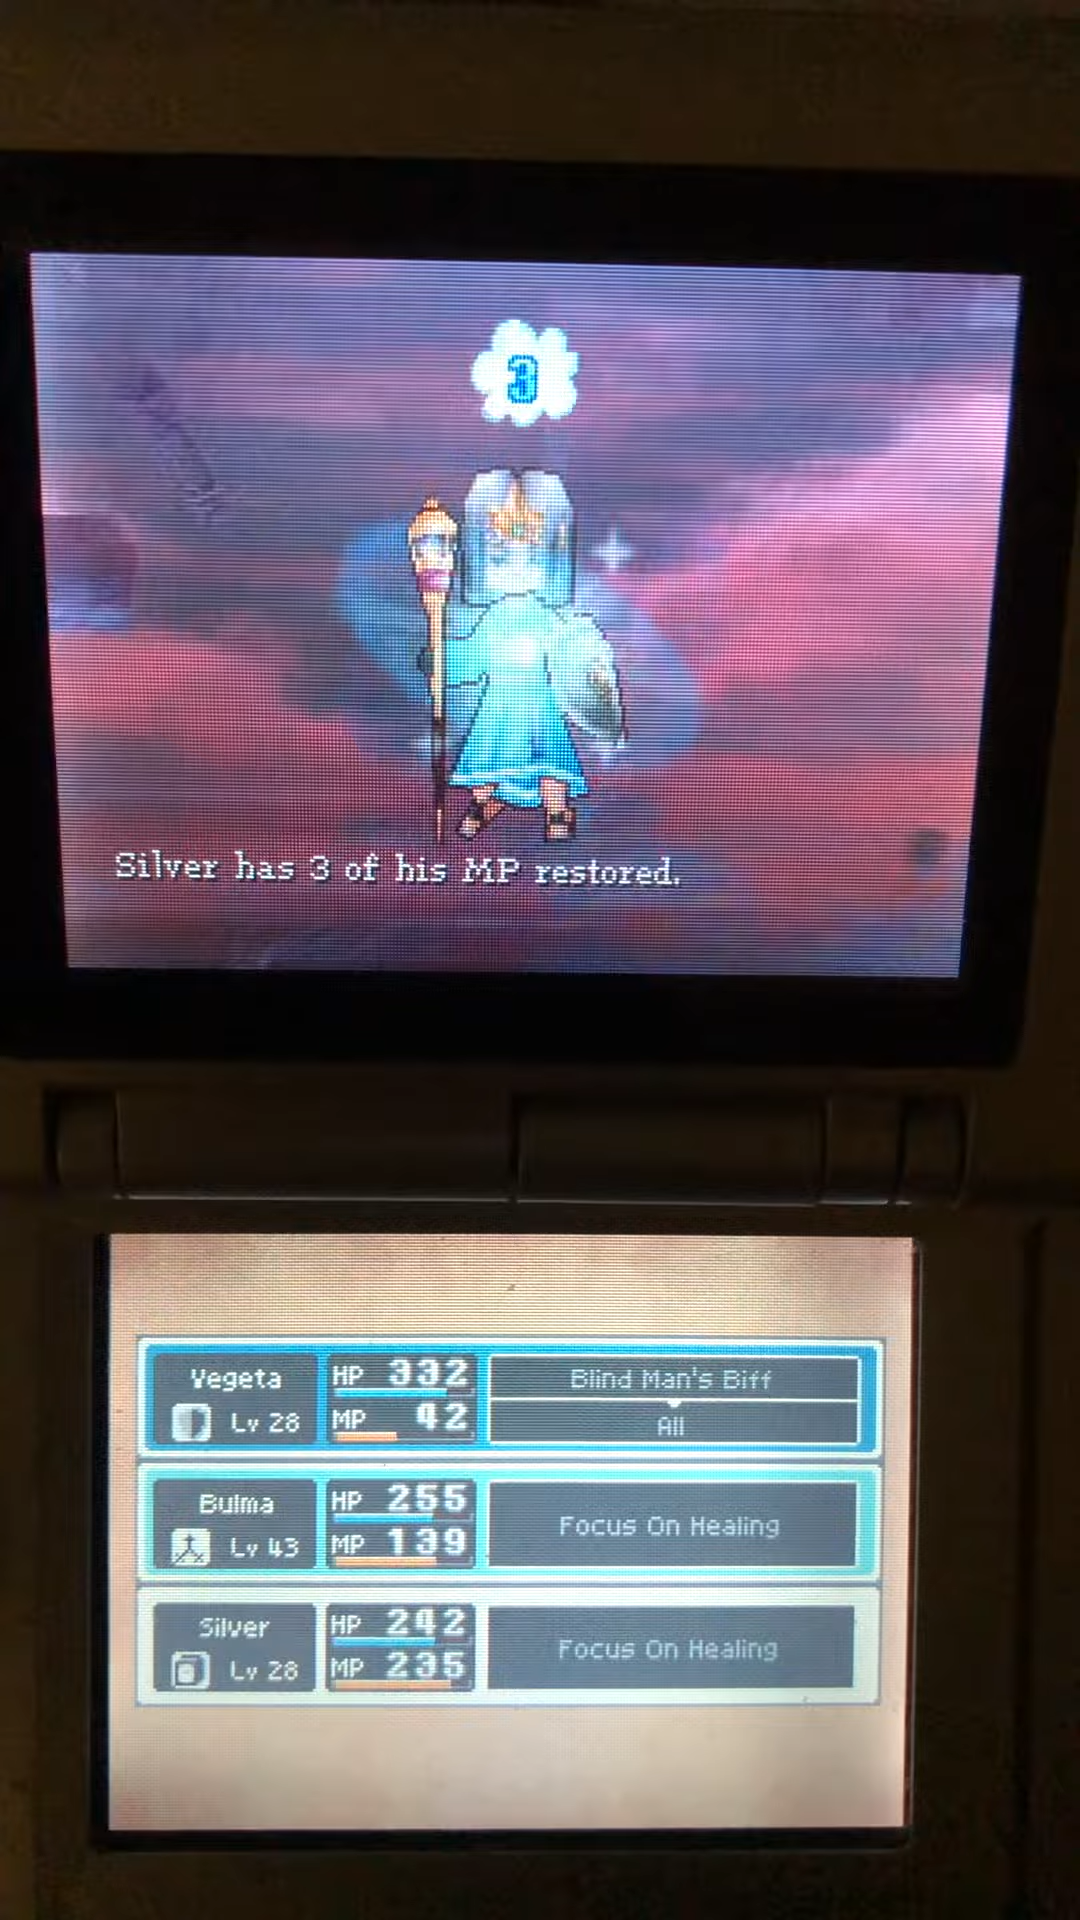 3
Silver has 3 of his MP restored.
Vegeta
Lv 28
HP 332
MP 42
Blind Man's Biff
All
Bulma
Lv 43
HP 255
MP 139
Focus On Healing
Silver
Lv 28
HP 242
MP 235
Focus On Healing